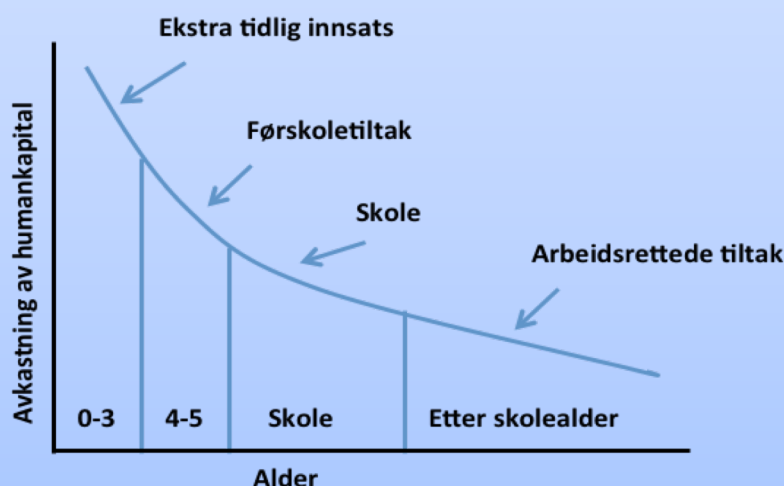 Ekstra tidlig innsats
Førskoletiltak
Skole
Arbeidsrettede tiltak
Avkastning av humankapital
0-3
4-5
Skole
Etter skolealder
Alder